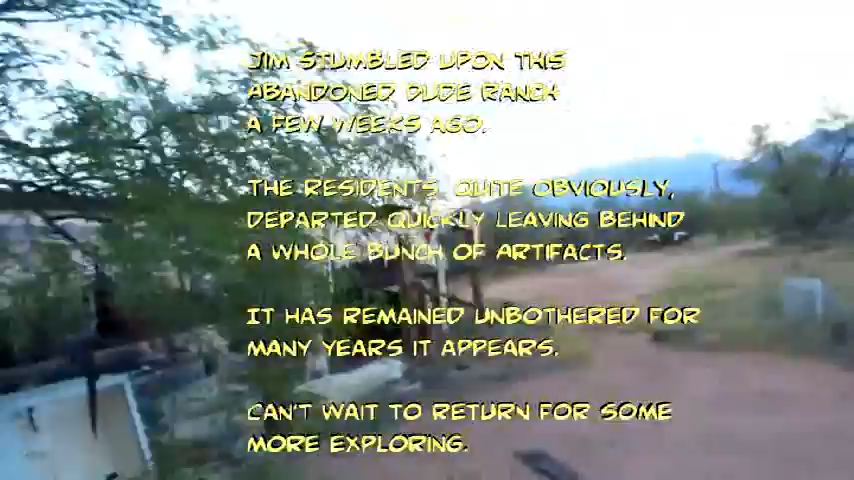 JIM STUMBLED UPON THIS
ABANDONED DUDE RANCH
A FEW WEEKS AGO.
THE RESIDENTS, QUITE OBVIOUSLY,
DEPARTED QUICKLY LEAVING BEHIND
A WHOLE BUNCH OF ARTIFACTS.
IT HAS REMAINED UNBOTHERED FOR
MANY YEARS IT APPEARS.
CAN'T WAIT TO RETURN FOR SOME
MORE EXPLORING.